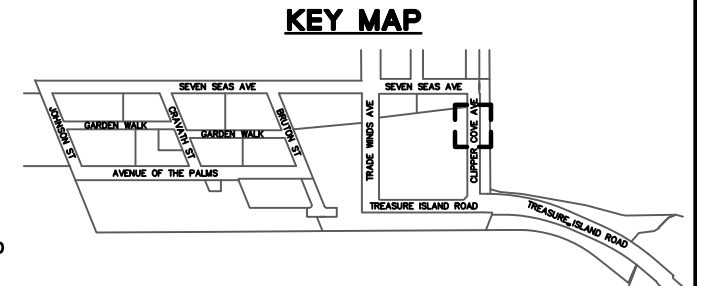 KEY MAP
SEVEN SEAS AVE
SEVEN SEAS AVE
JOHNSON ST
GARDEN WALK
CRAVATH ST
GARDEN WALK
BRUTON ST
TRADE WINDS AVE
CLIPPER COVE AVE
AVENUE OF THE PALMS
TREASURE ISLAND ROAD
TREASURE ISLAND ROAD